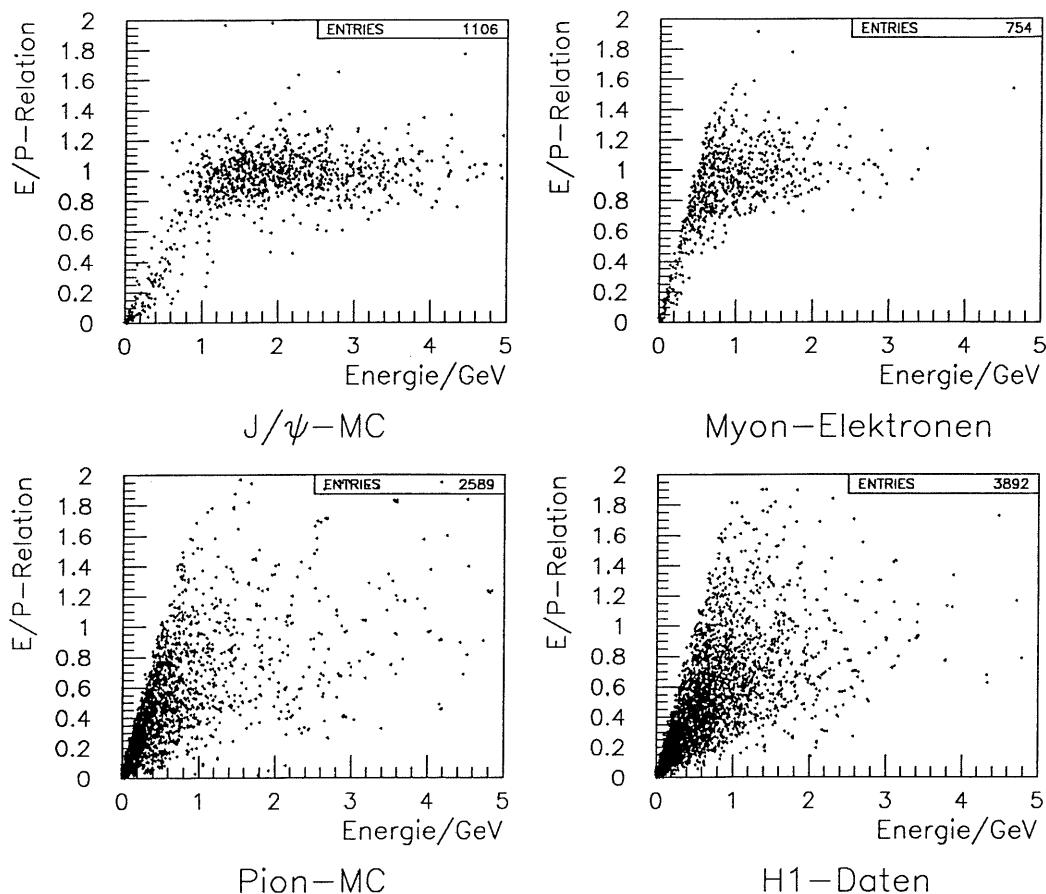 ENTRIES 1106
E/P-Relation
2
1.8
1.6
1.4
1.2
1
0.8
0.6
0.4
0.2
0
0 1 2 3 4 5
Energie/GeV
J/ψ-MC
ENTRIES 754
E/P-Relation
2
1.8
1.6
1.4
1.2
1
0.8
0.6
0.4
0.2
0
0 1 2 3 4 5
Energie/GeV
Myon-Elektronen
ENTRIES 2589
E/P-Relation
2
1.8
1.6
1.4
1.2
1
0.8
0.6
0.4
0.2
0
0 1 2 3 4 5
Energie/GeV
Pion-MC
ENTRIES 3892
E/P-Relation
2
1.8
1.6
1.4
1.2
1
0.8
0.6
0.4
0.2
0
0 1 2 3 4 5
Energie/GeV
H1-Daten